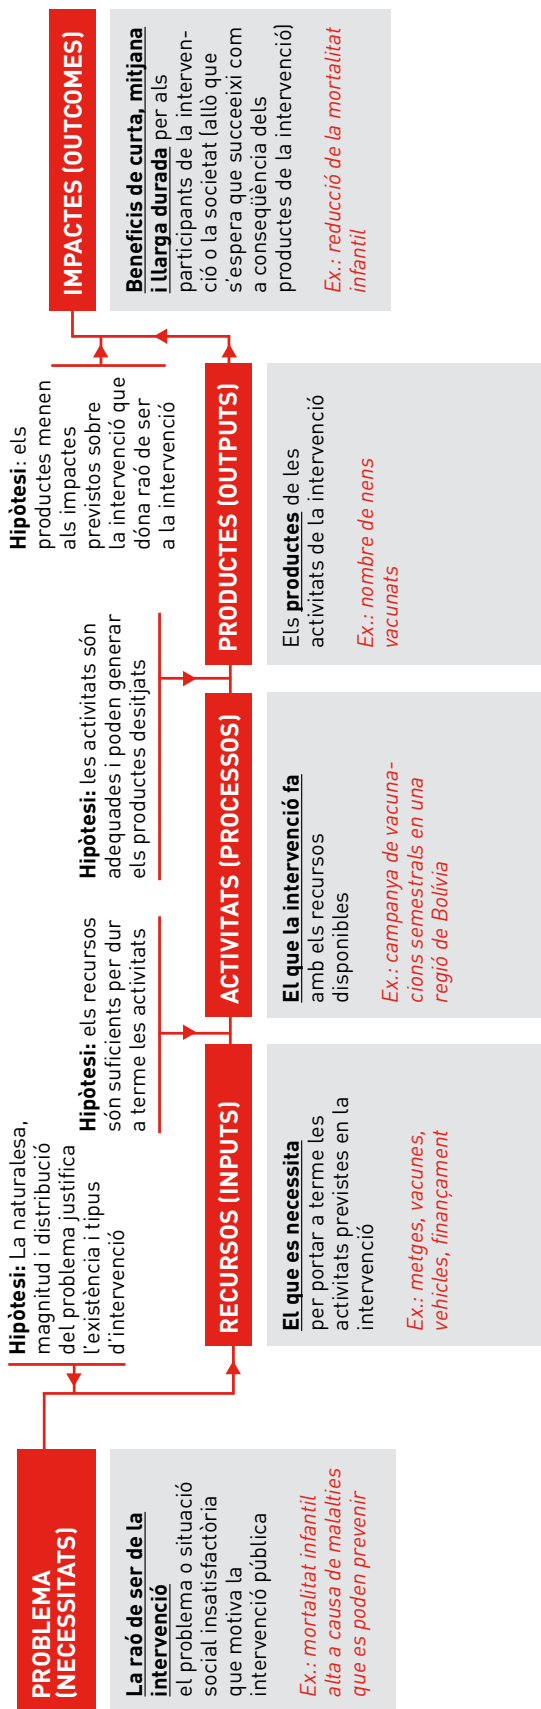 PROBLEMA
(NECESSITATS)
La raó de ser de la
intervenció
el problema o situació
social insatisfactòria
que motiva la
intervenció pública
Ex.: mortalitat infantil
alta a causa de malalties
que es poden prevenir
Hipòtesi: La naturalesa,
magnitud i distribució
del problema justifica
l'existència i tipus
d'intervenció
RECURSOS (INPUTS)
El que es necessita
per portar a terme les
activitats previstes en la
intervenció
Ex.: metges, vacunes,
vehicles, finançament
Hipòtesi: els recursos
són suficients per dur
a terme les activitats
ACTIVITATS (PROCESSOS)
El que la intervenció fa
amb els recursos
disponibles
Ex.: campanya de vacuna-
cions semestrals en una
regió de Bolívia
Hipòtesi: les activitats són
adequades i poden generar
els productes desitjats
PRODUCTES (OUTPUTS)
Els productes de les
activitats de la intervenció
Ex.: nombre de nens
vacunats
Hipòtesi: els
productes menen
als impactes
previstos sobre
la intervenció que
dóna raó de ser
a la intervenció
IMPACTES (OUTCOMES)
Beneficis de curta, mitjana
i llarga durada per als
participants de la interven-
ció o la societat (allò que
s'espera que succeeixi com
a conseqüència dels
productes de la intervenció)
Ex.: reducció de la mortalitat
infantil